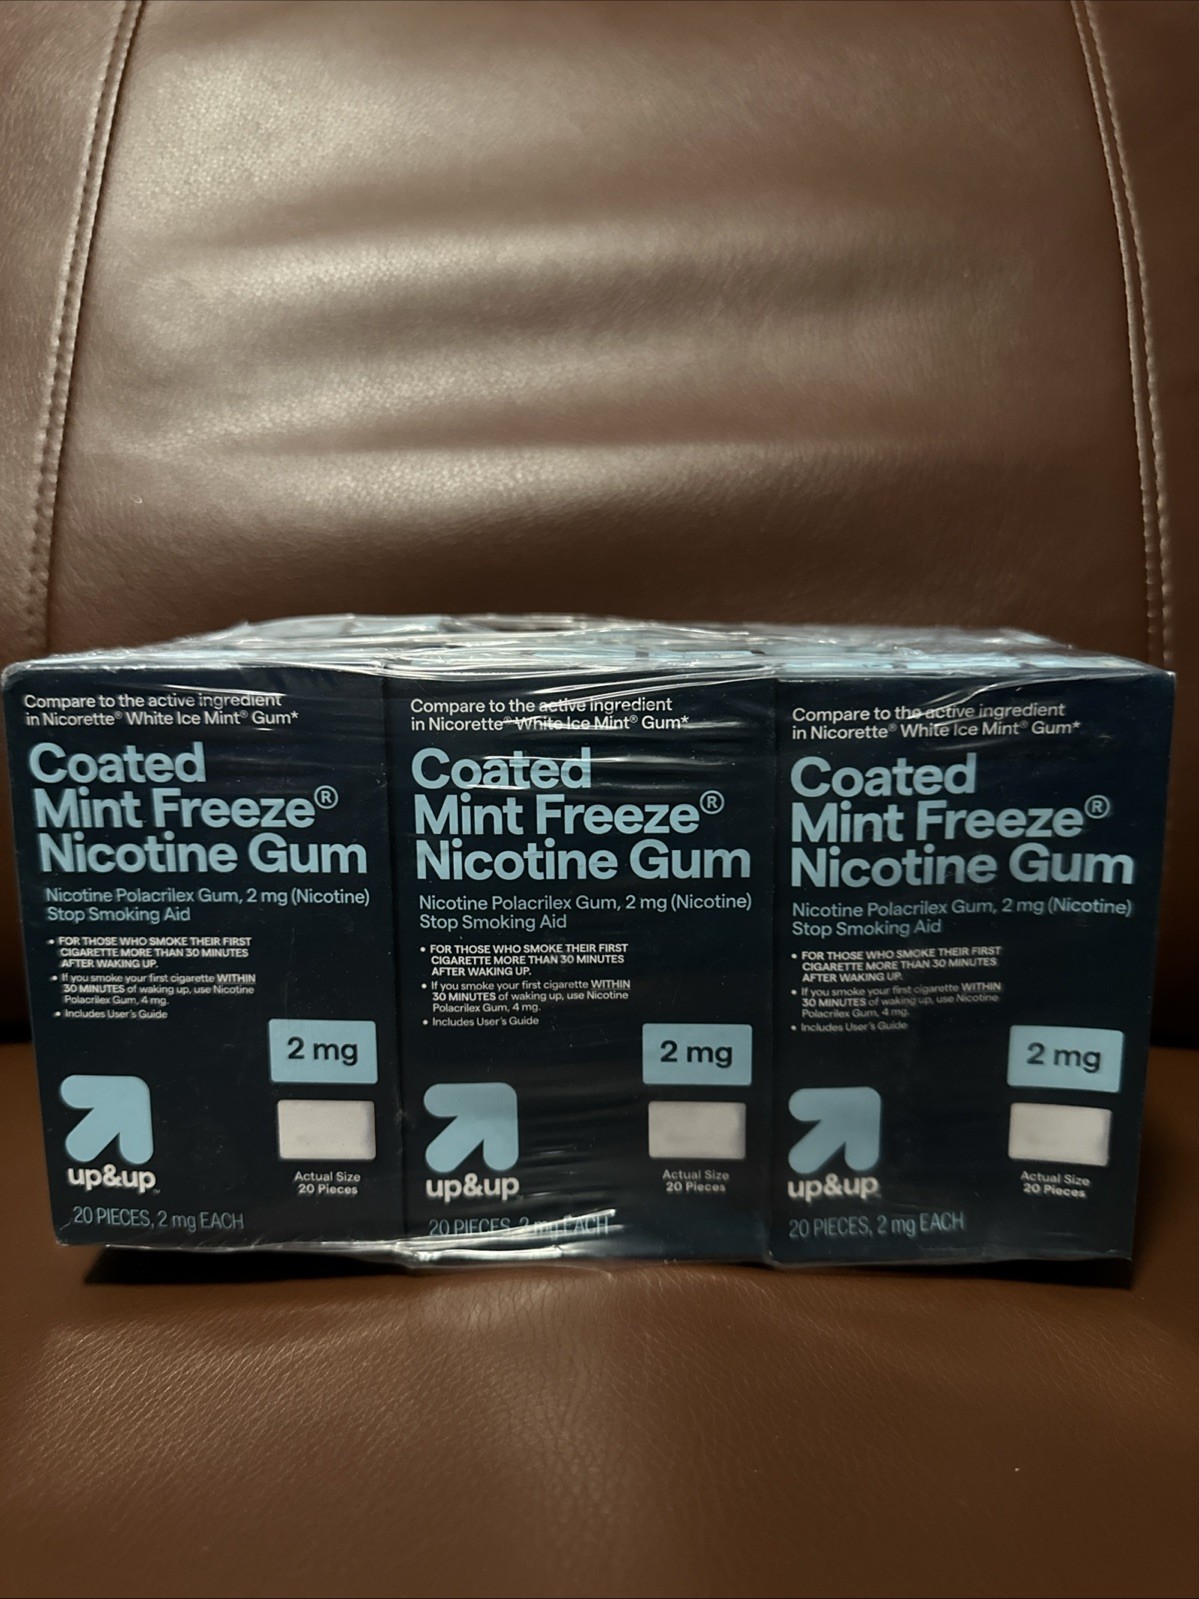 Compare to the active ingredient
in Nicorette® White Ice Mint® Gum*
Coated
Mint Freeze®
Nicotine Gum
Nicotine Polacrilex Gum, 2 mg (Nicotine)
Stop Smoking Aid
• FOR THOSE WHO SMOKE THEIR FIRST
CIGARETTE MORE THAN 30 MINUTES
AFTER WAKING UP.
• If you smoke your first cigarette WITHIN
30 MINUTES of waking up, use Nicotine
Polacrilex Gum, 4 mg.
• Includes User's Guide
2 mg
up&up™
Actual Size
20 Pieces
20 PIECES, 2 mg EACH
Compare to the active ingredient
in Nicorette® White Ice Mint® Gum*
Coated
Mint Freeze®
Nicotine Gum
Nicotine Polacrilex Gum, 2 mg (Nicotine)
Stop Smoking Aid
• FOR THOSE WHO SMOKE THEIR FIRST
CIGARETTE MORE THAN 30 MINUTES
AFTER WAKING UP.
• If you smoke your first cigarette WITHIN
30 MINUTES of waking up, use Nicotine
Polacrilex Gum, 4 mg.
• Includes User's Guide
2 mg
up&up
Actual Size
20 Pieces
20 PIECES, 2 mg EACH
Compare to the active ingredient
in Nicorette® White Ice Mint® Gum*
Coated
Mint Freeze®
Nicotine Gum
Nicotine Polacrilex Gum, 2 mg (Nicotine)
Stop Smoking Aid
• FOR THOSE WHO SMOKE THEIR FIRST
CIGARETTE MORE THAN 30 MINUTES
AFTER WAKING UP.
• If you smoke your first cigarette WITHIN
30 MINUTES of waking up, use Nicotine
Polacrilex Gum, 4 mg.
• Includes User's Guide
2 mg
up&up
Actual Size
20 Pieces
20 PIECES, 2 mg EACH